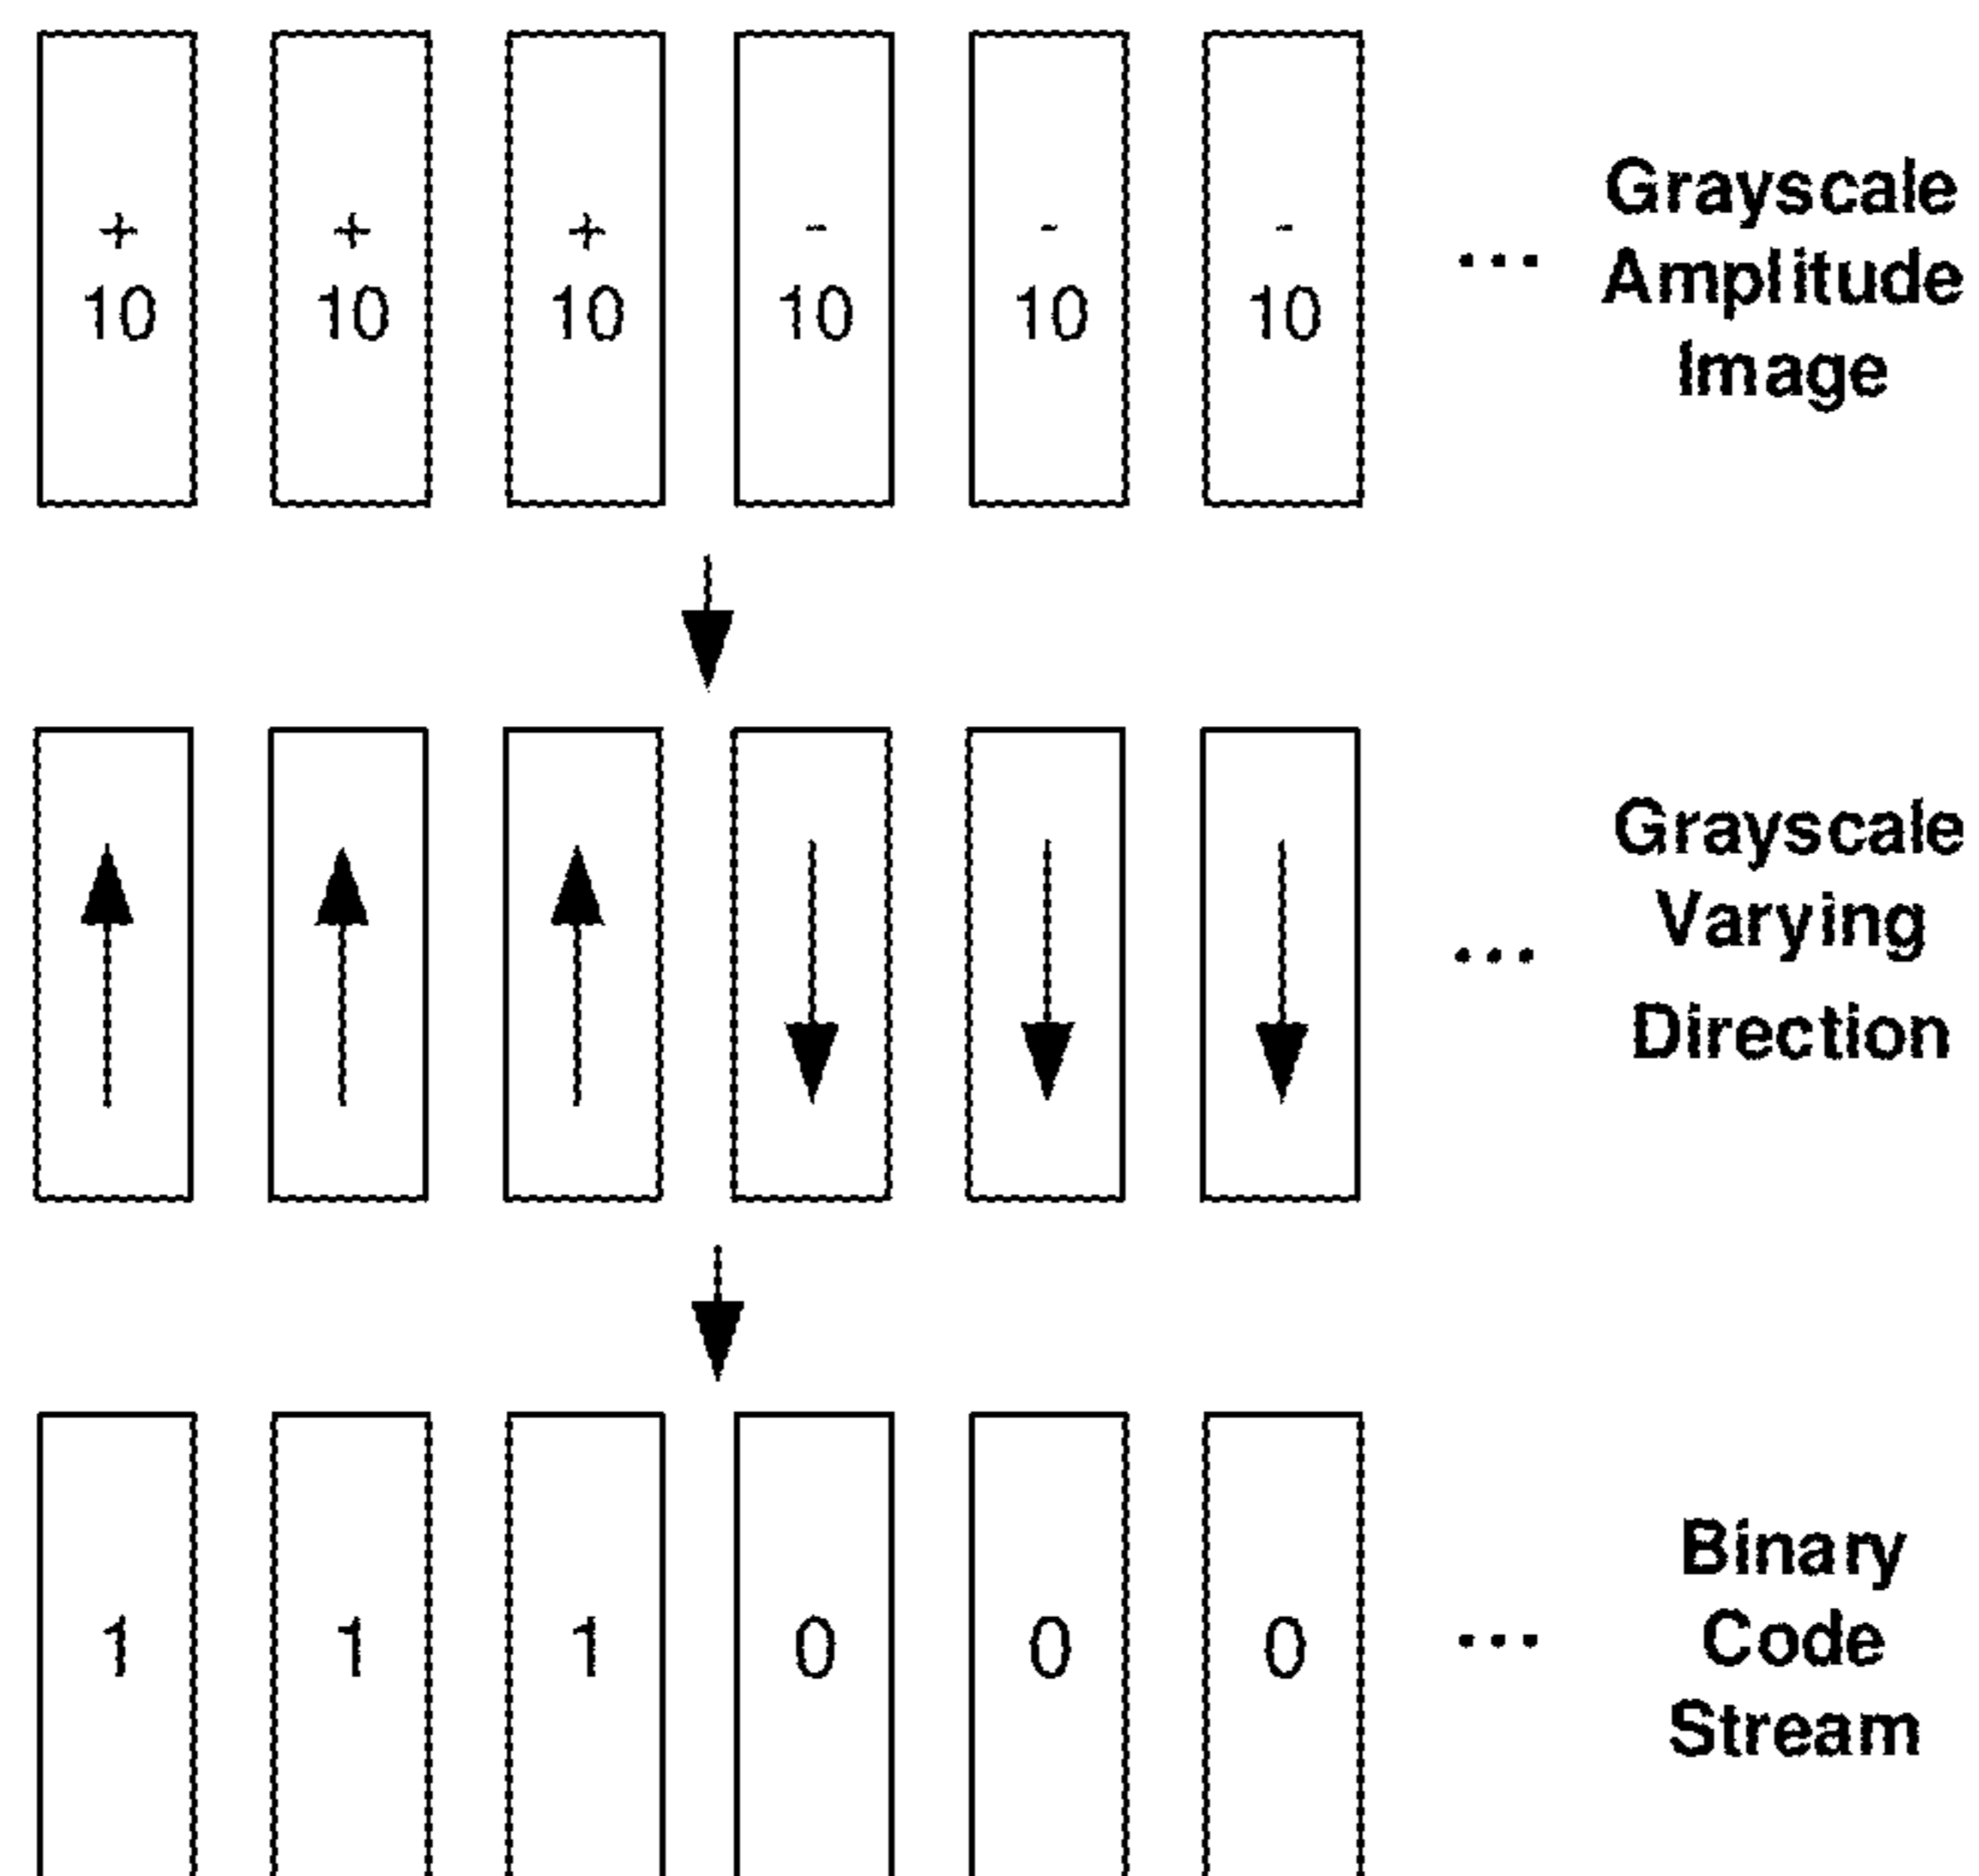 + + + - - -
10 10 10 10 10 10 ...
Grayscale
Amplitude
Image
...
Grayscale
Varying
Direction
1 1 1 0 0 0 ...
Binary
Code
Stream